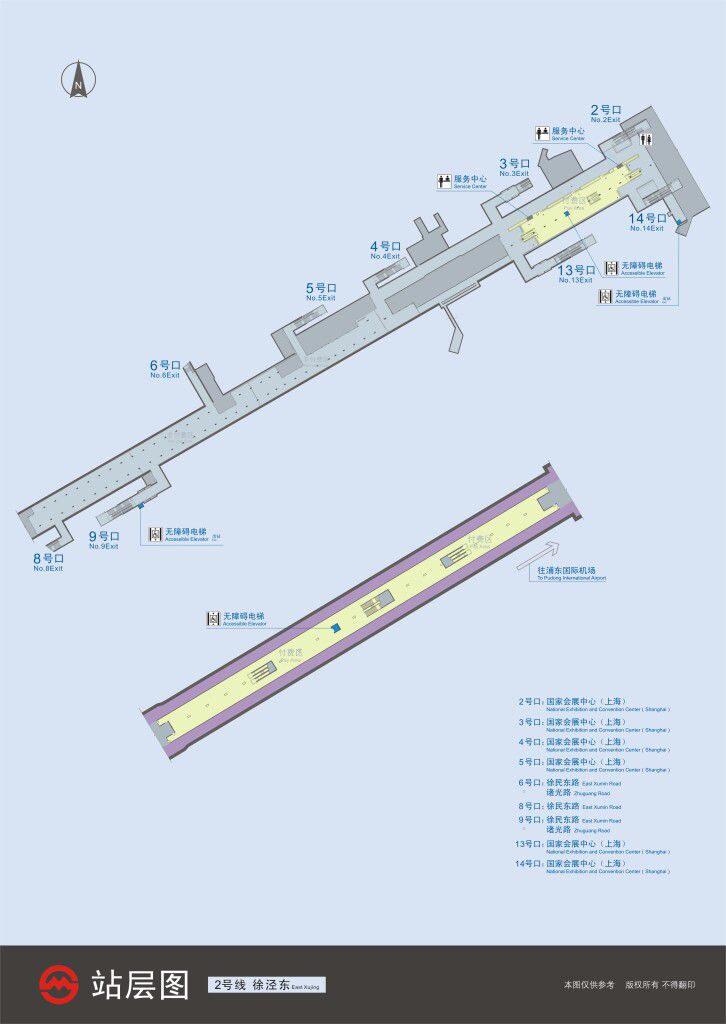 N
2号口
No.2Exit
服务中心
Service Center
3号口
No.3Exit
服务中心
Service Center
付费区
Pay Area
14号口
No.14Exit
4号口
No.4Exit
13号口
No.13Exit
无障碍电梯
Accessible Elevator
无障碍电梯
Accessible Elevator
5号口
No.5Exit
6号口
No.6Exit
9号口
No.9Exit
无障碍电梯
Accessible Elevator
8号口
No.8Exit
付费区
Pay Area
往浦东国际机场
To Pudong International Airport
无障碍电梯
Accessible Elevator
付费区
Pay Area
2号口: 国家会展中心（上海）
National Exhibition and Convention Center ( Shanghai )
3号口: 国家会展中心（上海）
National Exhibition and Convention Center ( Shanghai )
4号口: 国家会展中心（上海）
National Exhibition and Convention Center ( Shanghai )
5号口: 国家会展中心（上海）
National Exhibition and Convention Center ( Shanghai )
6号口: 徐民东路 East Xumin Road
诸光路 Zhuguang Road
8号口: 徐民东路 East Xumin Road
9号口: 徐民东路 East Xumin Road
诸光路 Zhuguang Road
13号口: 国家会展中心（上海）
National Exhibition and Convention Center ( Shanghai )
14号口: 国家会展中心（上海）
National Exhibition and Convention Center ( Shanghai )
站层图
2号线 徐泾东 East Xujing
本图仅供参考 版权所有 不得翻印